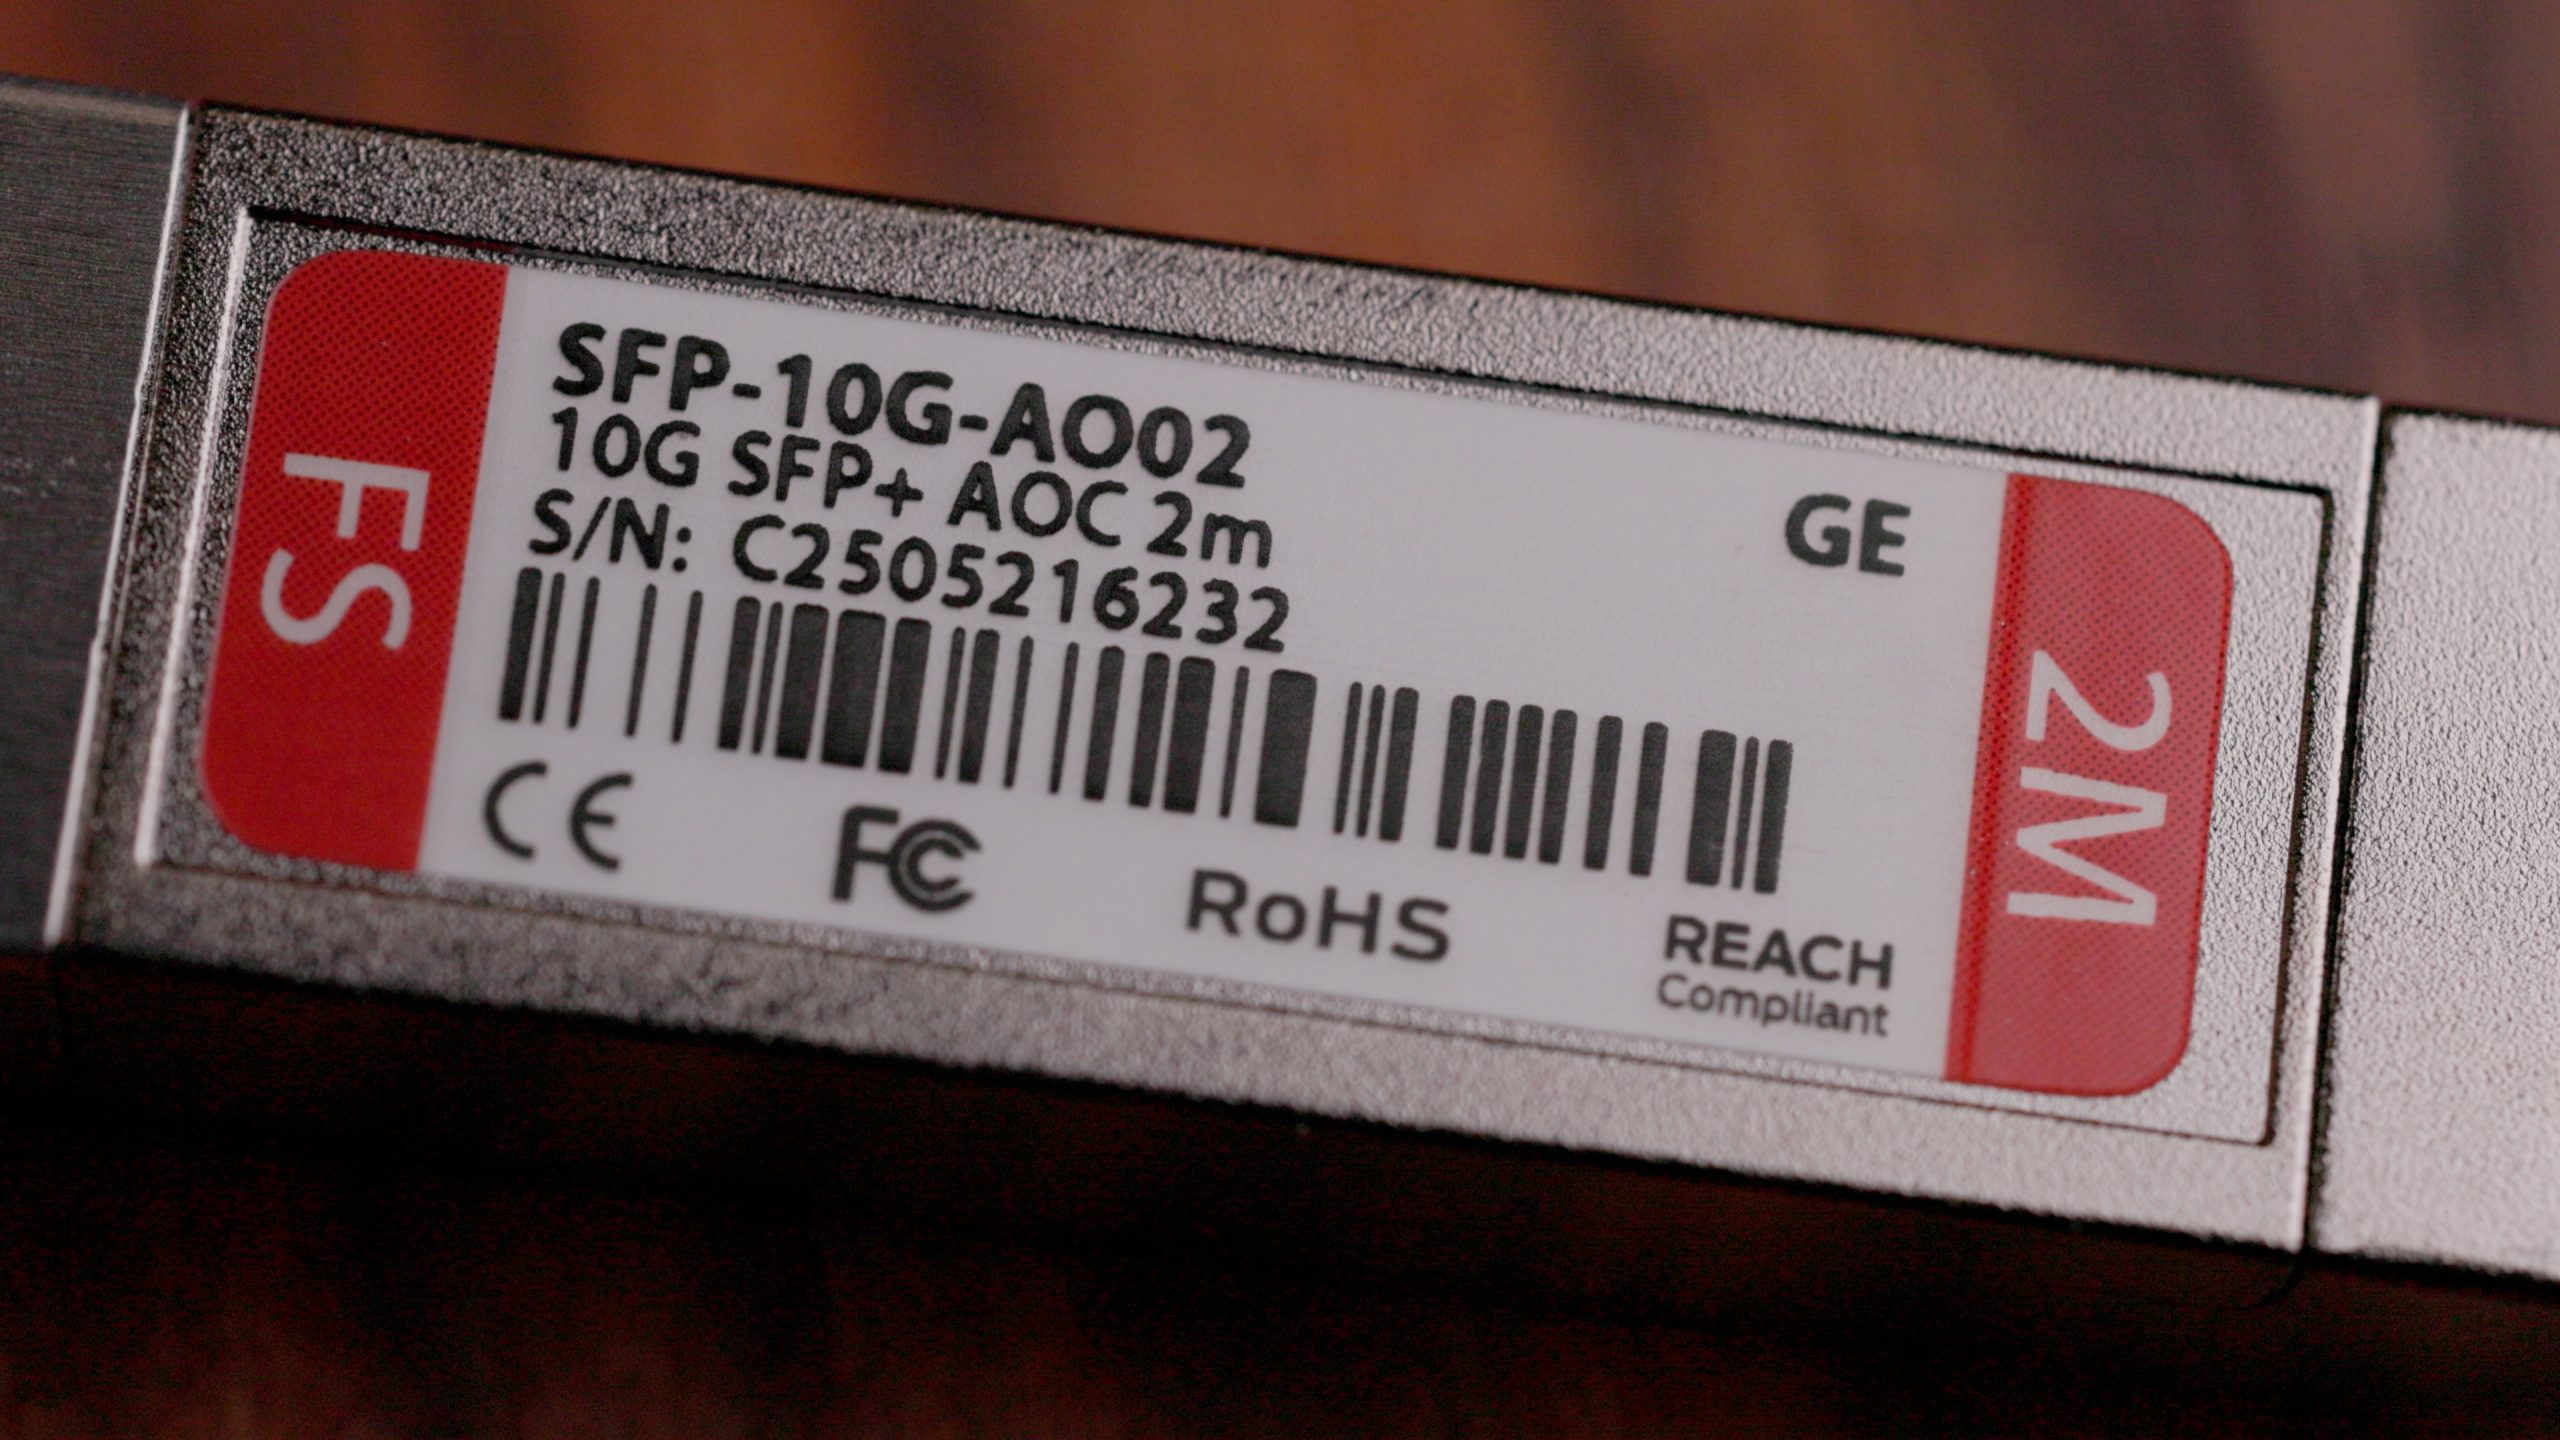 FS
SFP-10G-AO02
10G SFP+ AOC 2m
S/N: C2505216232
GE
2M
CE
FC
RoHS
REACH
Compliant